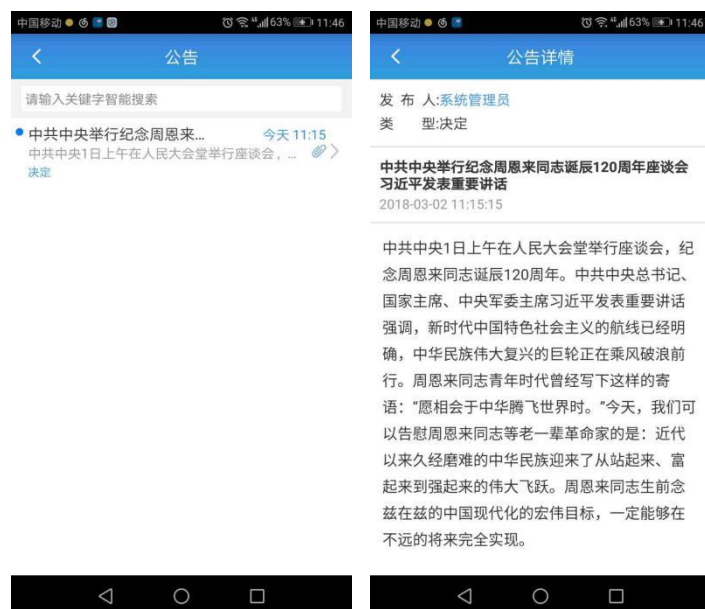 中国移动 63% 11:46
公告
请输入关键字智能搜索
中共中央举行纪念周恩来... 今天 11:15
中共中央1日上午在人民大会堂举行座谈会，...
决定
中国移动 63% 11:46
公告详情
发 布 人:系统管理员
类 型:决定
中共中央举行纪念周恩来同志诞辰120周年座谈会
习近平发表重要讲话
2018-03-02 11:15:15
中共中央1日上午在人民大会堂举行座谈会，纪
念周恩来同志诞辰120周年。中共中央总书记、
国家主席、中央军委主席习近平发表重要讲话
强调，新时代中国特色社会主义的航线已经明
确，中华民族伟大复兴的巨轮正在乘风破浪前
行。周恩来同志青年时代曾经写下这样的寄
语：“愿相会于中华腾飞世界时。”今天，我们可
以告慰周恩来同志等老一辈革命家的是：近代
以来久经磨难的中华民族迎来了从站起来、富
起来到强起来的伟大飞跃。周恩来同志生前念
兹在兹的中国现代化的宏伟目标，一定能够在
不远的将来完全实现。